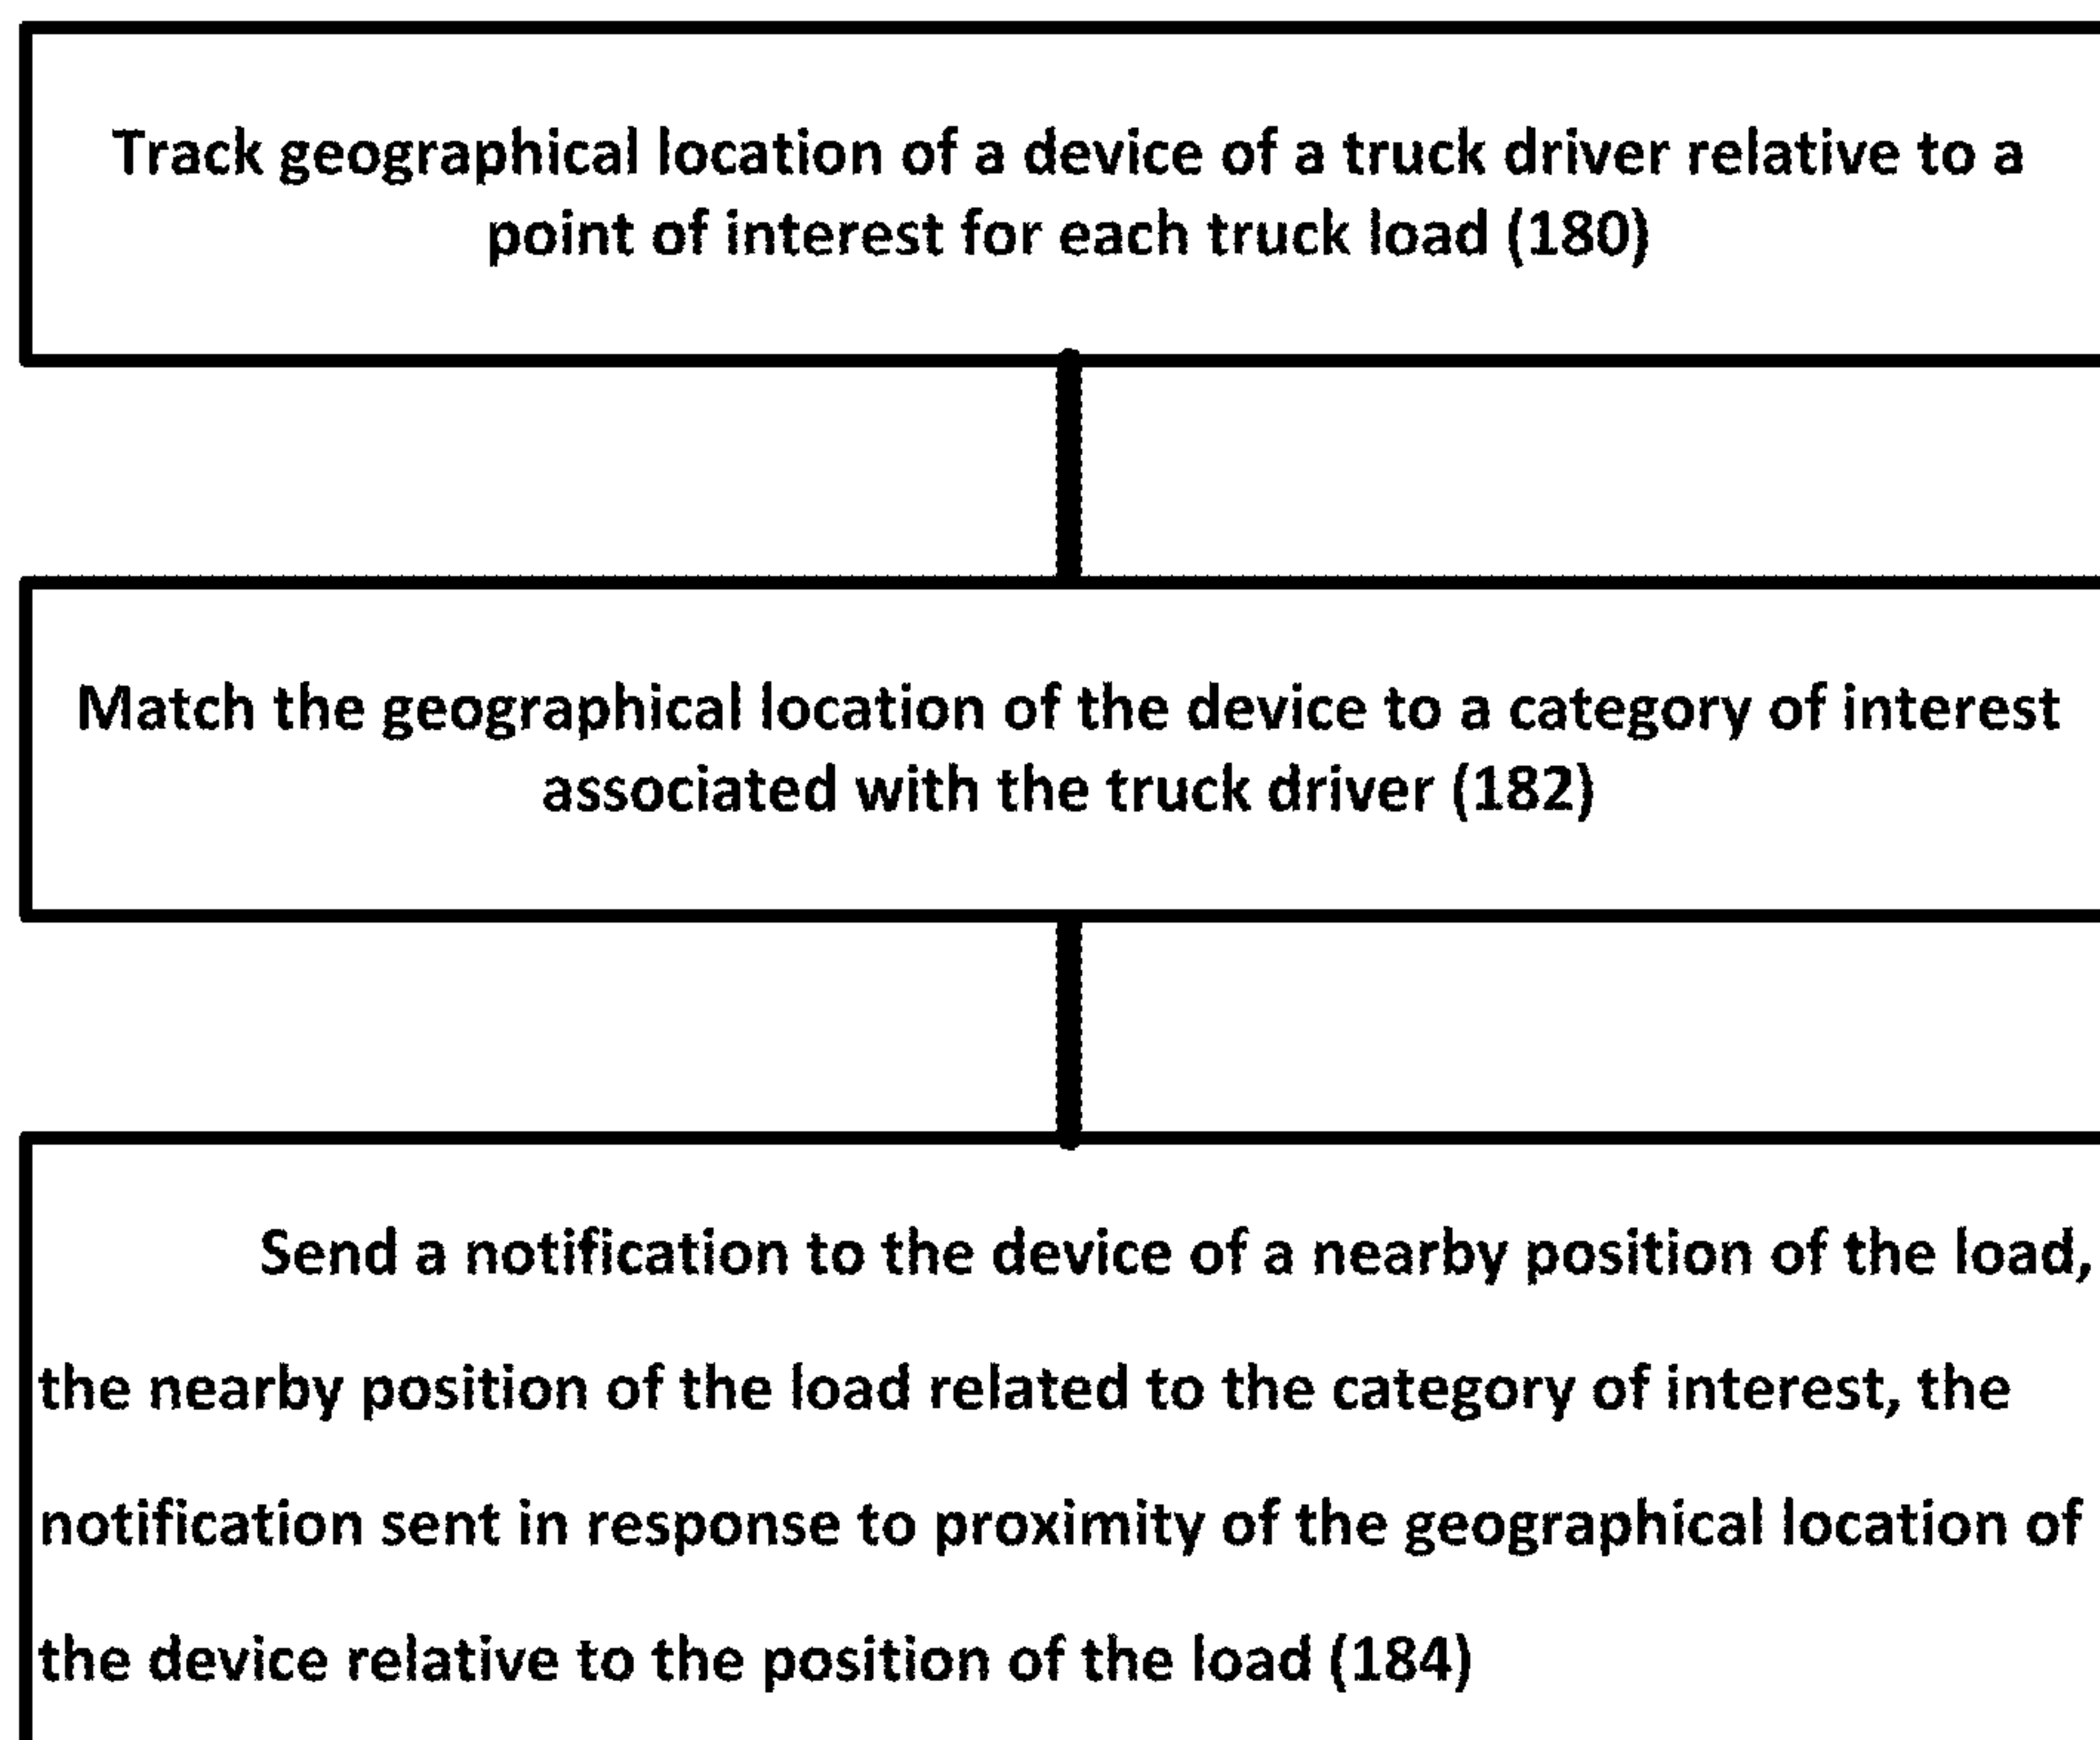 Track geographical location of a device of a truck driver relative to a
point of interest for each truck load (180)
Match the geographical location of the device to a category of interest
associated with the truck driver (182)
Send a notification to the device of a nearby position of the load,
the nearby position of the load related to the category of interest, the
notification sent in response to proximity of the geographical location of
the device relative to the position of the load (184)